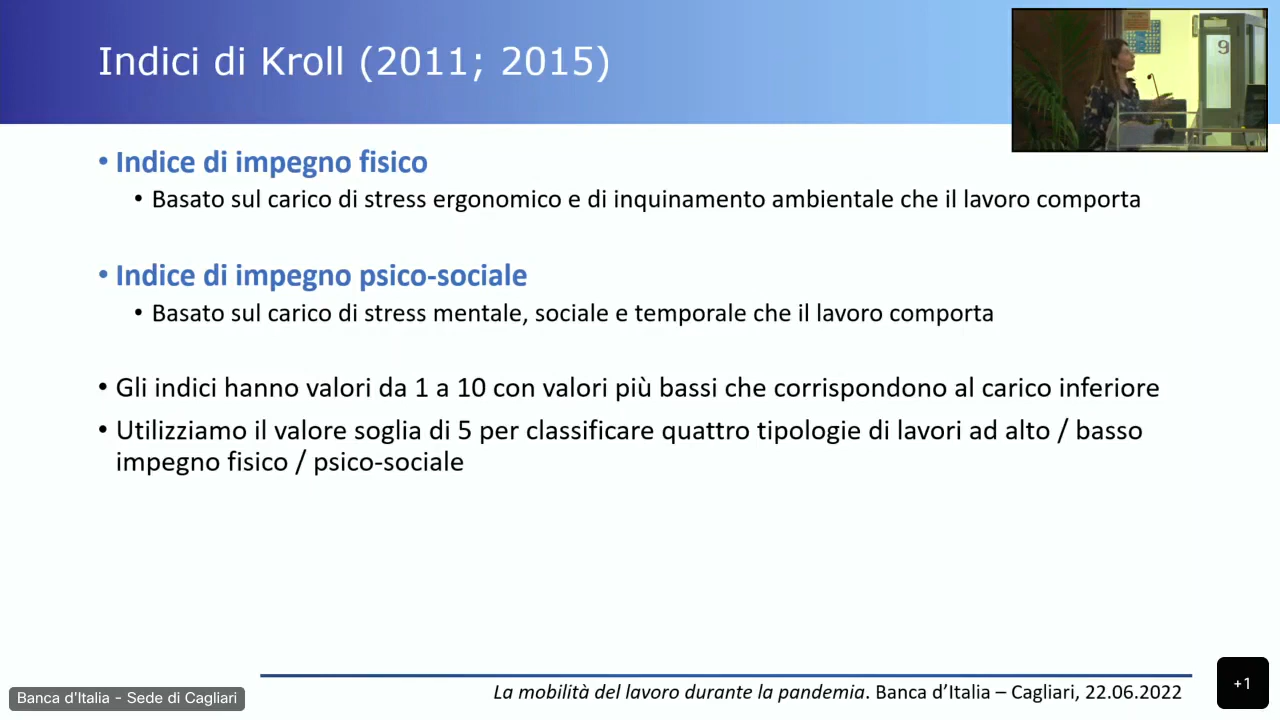 Indici di Kroll (2011; 2015)
9
• Indice di impegno fisico
• Basato sul carico di stress ergonomico e di inquinamento ambientale che il lavoro comporta
• Indice di impegno psico-sociale
• Basato sul carico di stress mentale, sociale e temporale che il lavoro comporta
• Gli indici hanno valori da 1 a 10 con valori più bassi che corrispondono al carico inferiore
• Utilizziamo il valore soglia di 5 per classificare quattro tipologie di lavori ad alto / basso
impegno fisico / psico-sociale
La mobilità del lavoro durante la pandemia. Banca d’Italia – Cagliari, 22.06.2022
Banca d'Italia - Sede di Cagliari
+1